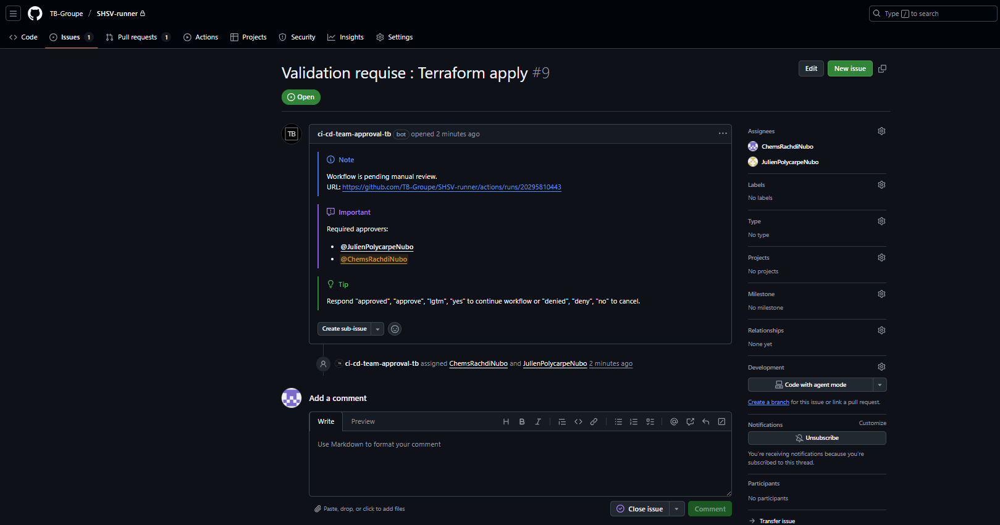 TB-Groupe / SHSV-runner
Type / to search
Code
Issues 1
Pull requests 1
Actions
Projects
Security
Insights
Settings
Validation requise : Terraform apply #9
Edit
New issue
Open
TB
ci-cd-team-approval-tb bot opened 2 minutes ago
Note
Workflow is pending manual review.
URL: https://github.com/TB-Groupe/SHSV-runner/actions/runs/20295810443
Important
Required approvers:
@JulienPolycarpeNubo
@ChemsRachdiNubo
Tip
Respond "approved", "approve", "lgtm", "yes" to continue workflow or "denied", "deny", "no" to cancel.
Create sub-issue
ci-cd-team-approval-tb assigned ChemsRachdiNubo and JulienPolycarpeNubo 2 minutes ago
Add a comment
Write
Preview
Use Markdown to format your comment
Paste, drop, or click to add files
Close issue
Comment
Assignees
ChemsRachdiNubo
JulienPolycarpeNubo
Labels
No labels
Type
No type
Projects
No projects
Milestone
No milestone
Relationships
None yet
Development
Code with agent mode
Create a branch for this issue or link a pull request.
Notifications
Customize
Unsubscribe
You're receiving notifications because you're
subscribed to this thread.
Participants
No participants
Transfer issue